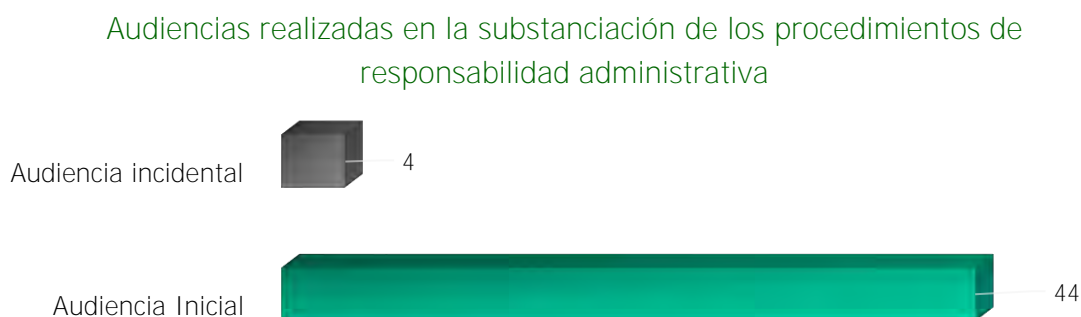 Audiencias realizadas en la substanciación de los procedimientos de
responsabilidad administrativa
Audiencia incidental
4
Audiencia Inicial
44